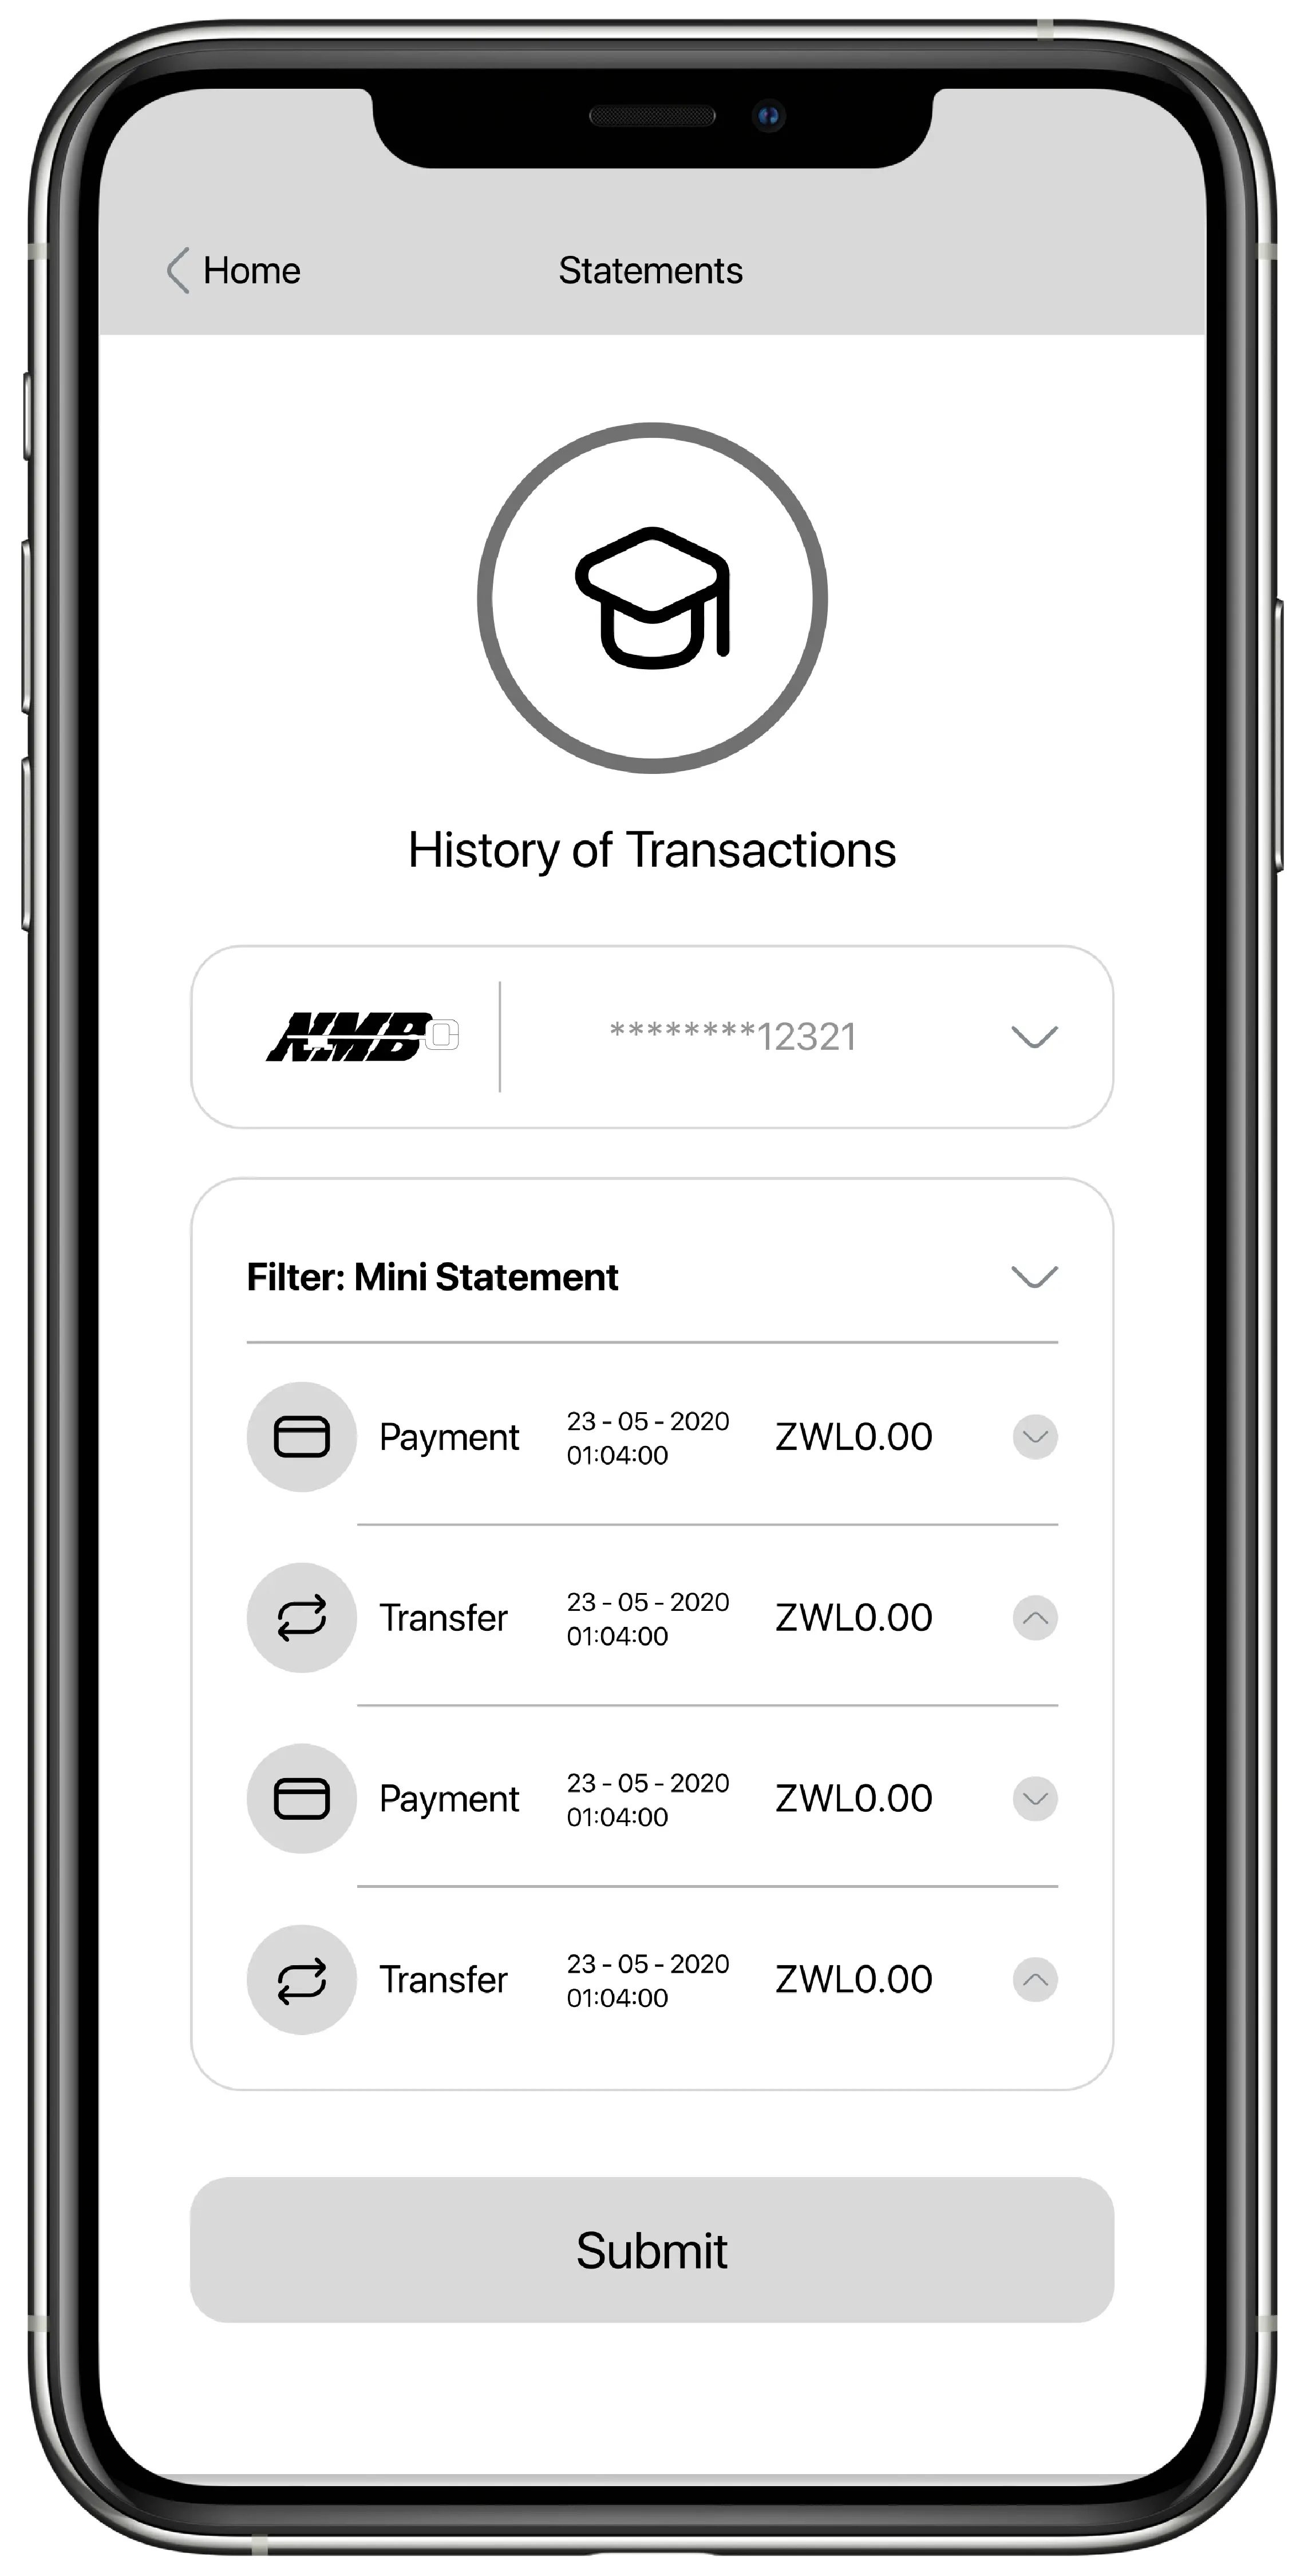 Home
Statements
History of Transactions
NMB
********12321
Filter: Mini Statement
Payment
23 - 05 - 2020
01:04:00
ZWL0.00
Transfer
23 - 05 - 2020
01:04:00
ZWL0.00
Payment
23 - 05 - 2020
01:04:00
ZWL0.00
Transfer
23 - 05 - 2020
01:04:00
ZWL0.00
Submit